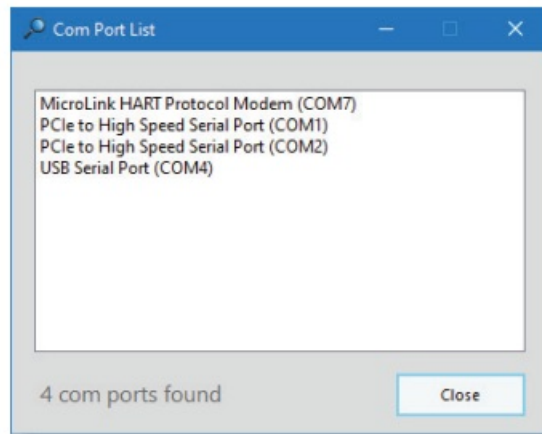 Com Port List
MicroLink HART Protocol Modem (COM7)
PCIe to High Speed Serial Port (COM1)
PCIe to High Speed Serial Port (COM2)
USB Serial Port (COM4)
4 com ports found
Close